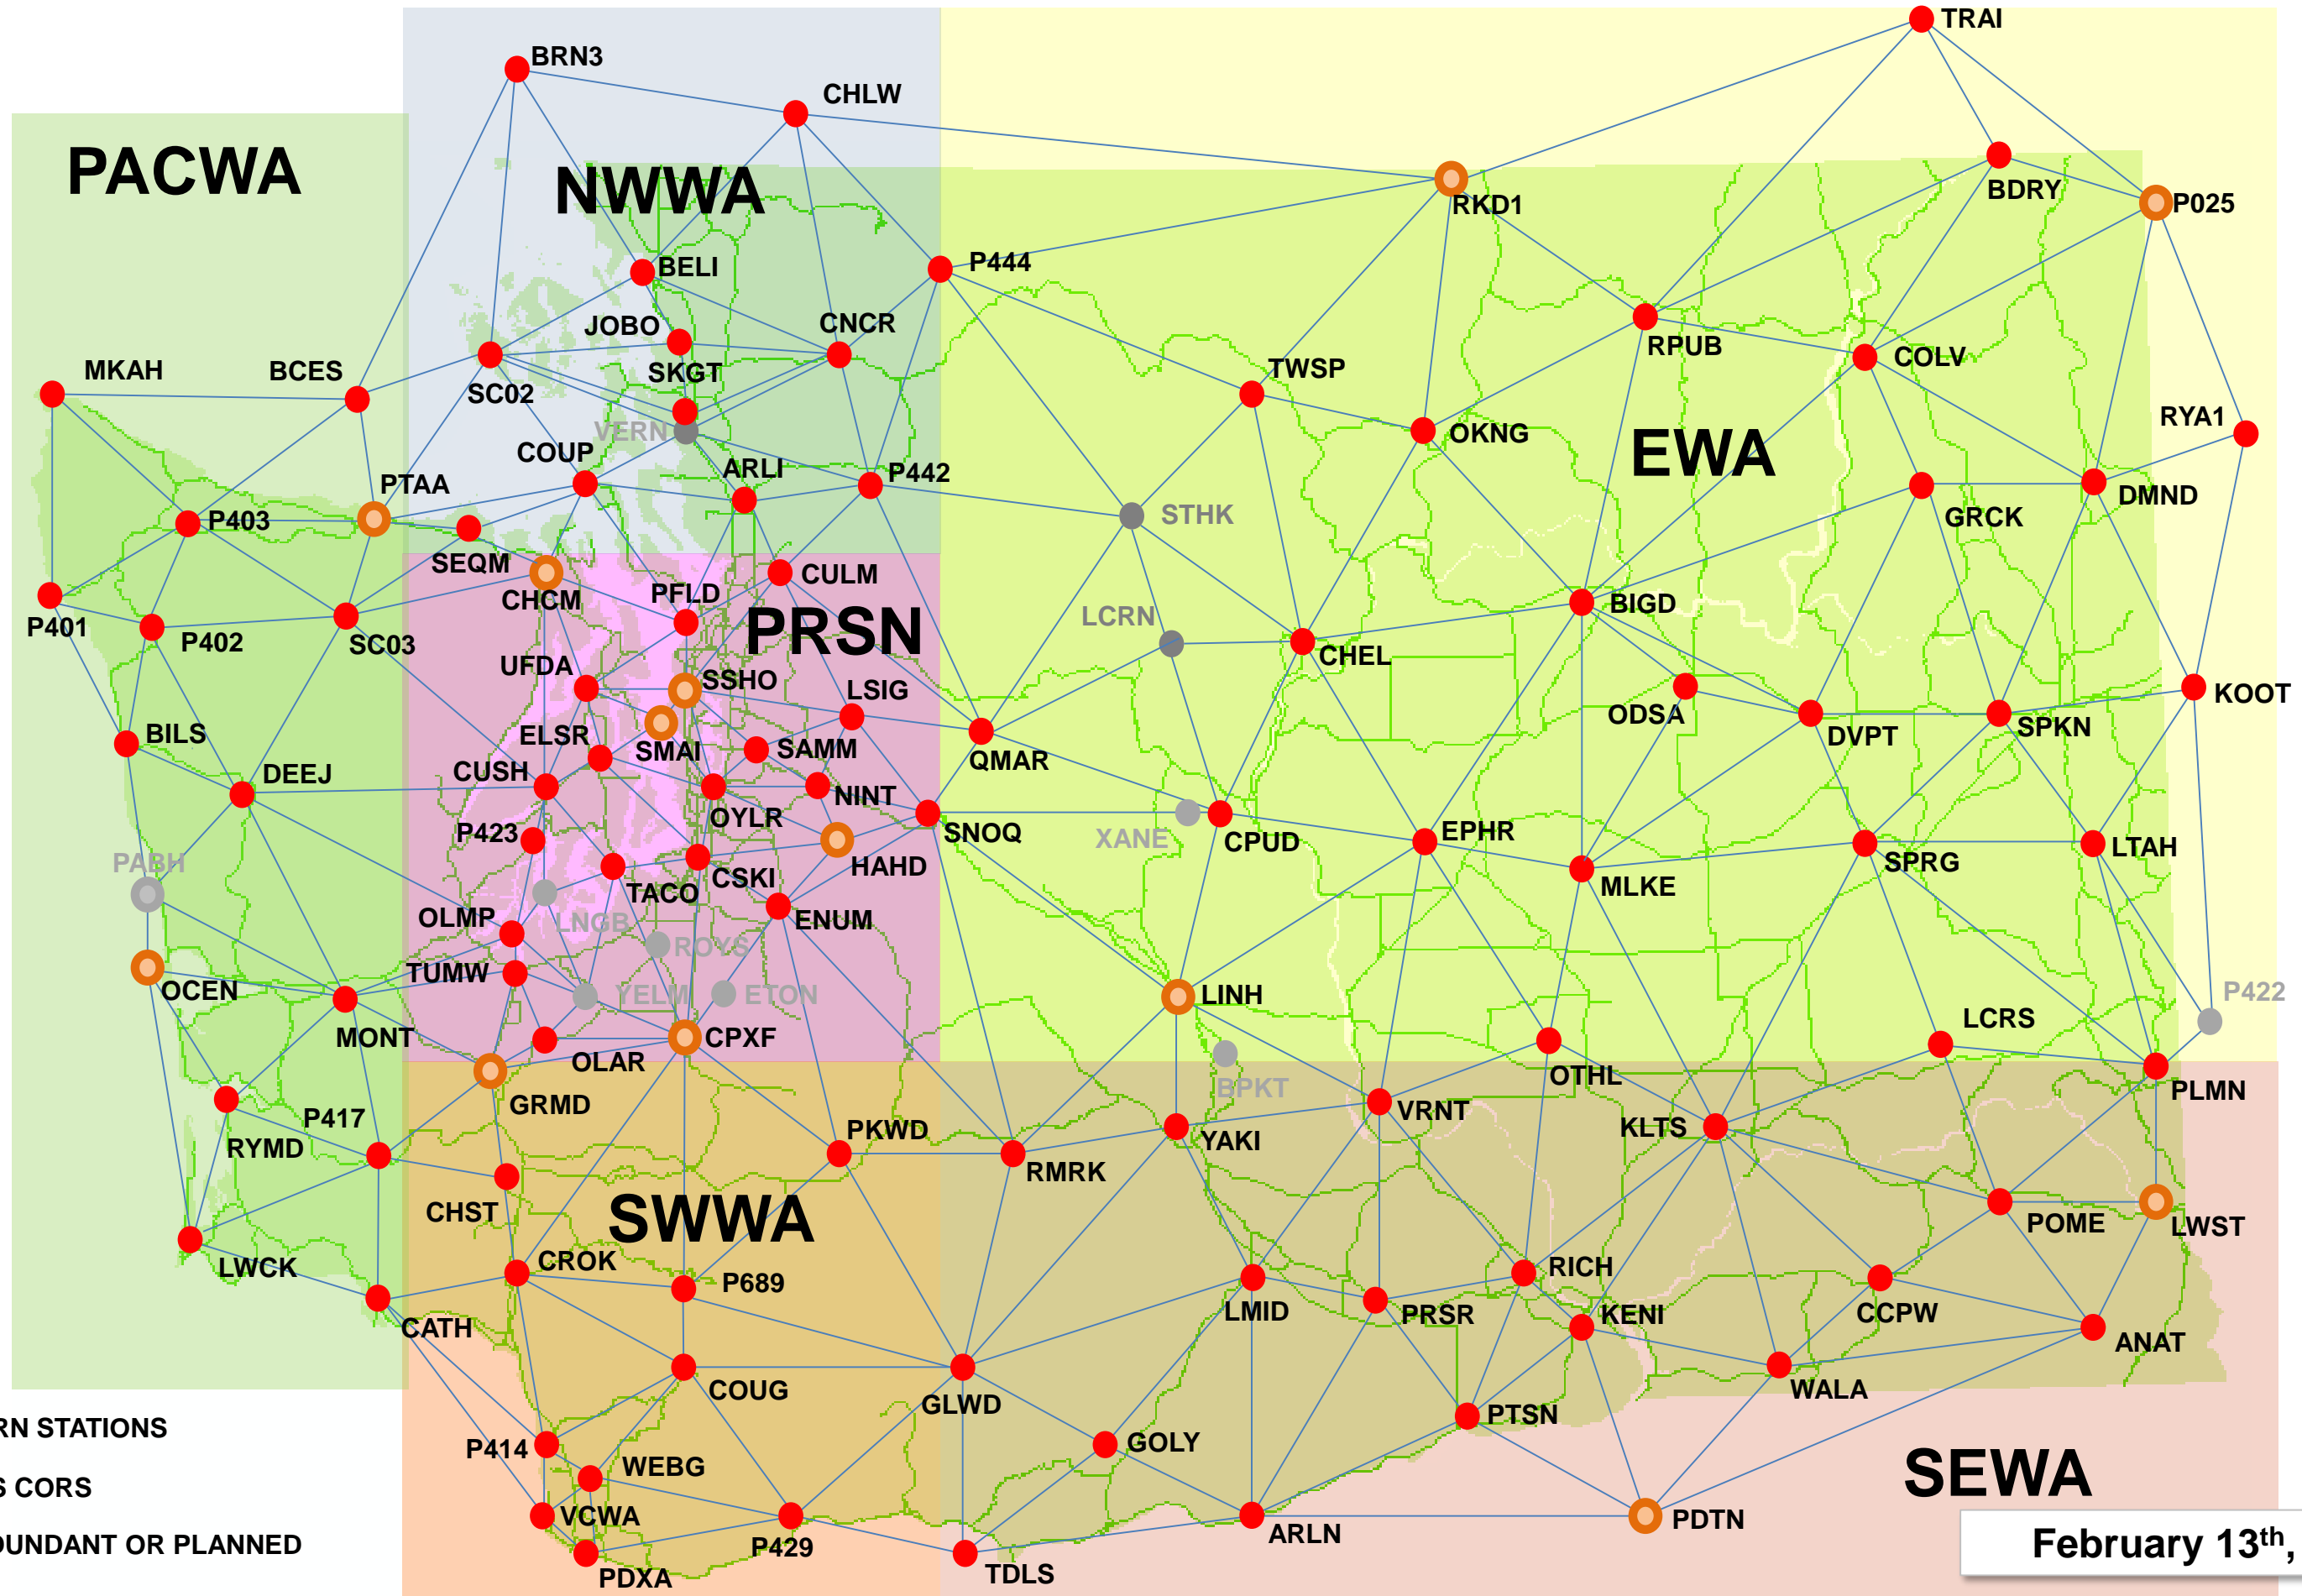 TRAI
BRN3
CHLW
PACWA
NWWA
BDRY
RKD1
P025
BELI
P444
JOBO
CNCR
RPUB
COLV
MKAH
BCES
SC02
SKGT
TWSP
RYA1
VERN
OKNG
EWA
COUP
ARLI
PTAA
P442
DMND
P403
STHK
GRCK
SEQM
CULM
CHCM
PFLD
BIGD
P401
P402
SC03
PRSN
LCRN
CHEL
UFDA
SSHO
LSIG
KOOT
ODSA
BILS
ELSR
SMAI
SAMM
DVPT
SPKN
QMAR
DEEJ
CUSH
NINT
OYLR
P423
SNOQ
XANE
CPUD
EPHR
SPRG
LTAH
PABH
HAHD
TACO
CSKI
MLKE
OLMP
LNGB
ENUM
ROYS
TUMW
OCEN
YELM
ETON
LINH
P422
MONT
CPXF
LCRS
OLAR
OTHL
BPKT
PLMN
GRMD
P417
VRNT
RYMD
PKWD
YAKI
KLTS
RMRK
CHST
SWWA
POME
LWST
LWCK
CROK
P689
RICH
LMID
PRSR
KENI
CCPW
CATH
ANAT
COUG
GLWD
WALA
RN STATIONS
P414
PTSN
GOLY
WEBG
SEWA
S CORS
VCWA
PDTN
DUNDANT OR PLANNED
P429
ARLN
February 13th,
PDXA
TDLS